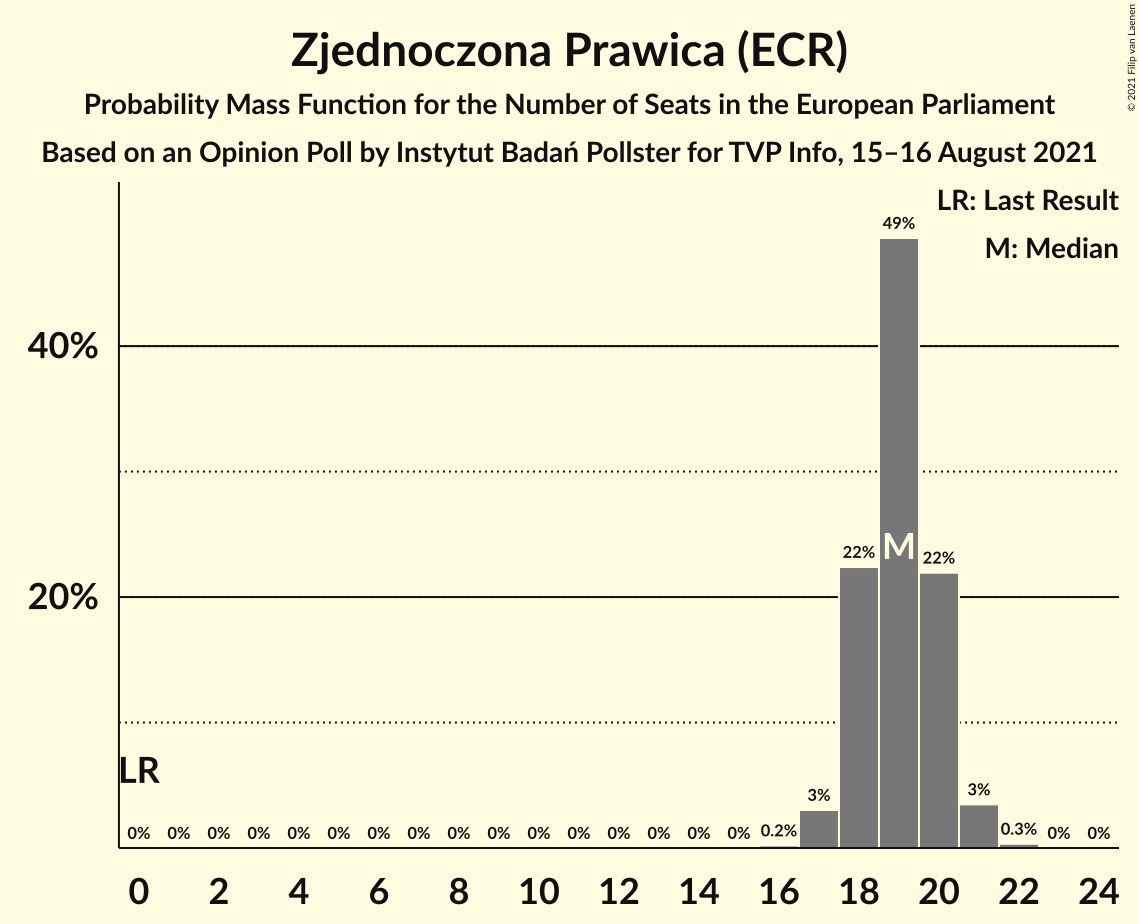 Zjednoczona Prawica (ECR)
Probability Mass Function for the Number of Seats in the European Parliament
Based on an Opinion Poll by Instytut Badań Pollster for TVP Info, 15–16 August 2021
© 2021 Filip van Laenen
LR: Last Result
M: Median
49%
40%
22%
M
22%
20%
LR
3%
3%
0% 0% 0% 0% 0% 0% 0% 0% 0% 0% 0% 0% 0% 0% 0% 0% 0.2% 0.3% 0% 0%
0 2 4 6 8 10 12 14 16 18 20 22 24